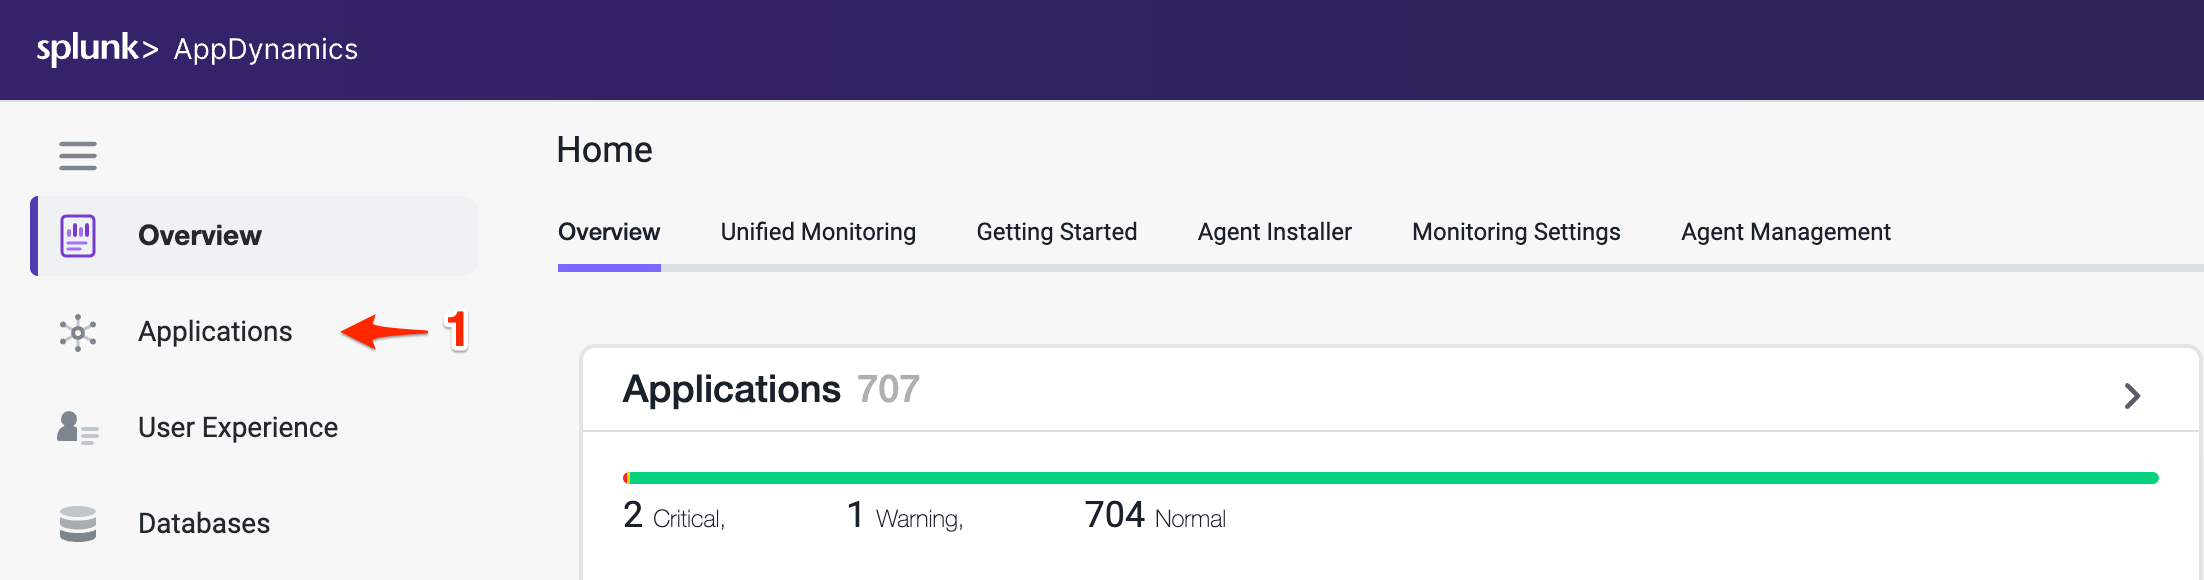 splunk> AppDynamics
Home
Overview
Unified Monitoring
Getting Started
Agent Installer
Monitoring Settings
Agent Management
Overview
Applications
1
User Experience
Databases
Applications 707
2 Critical,
1 Warning,
704 Normal